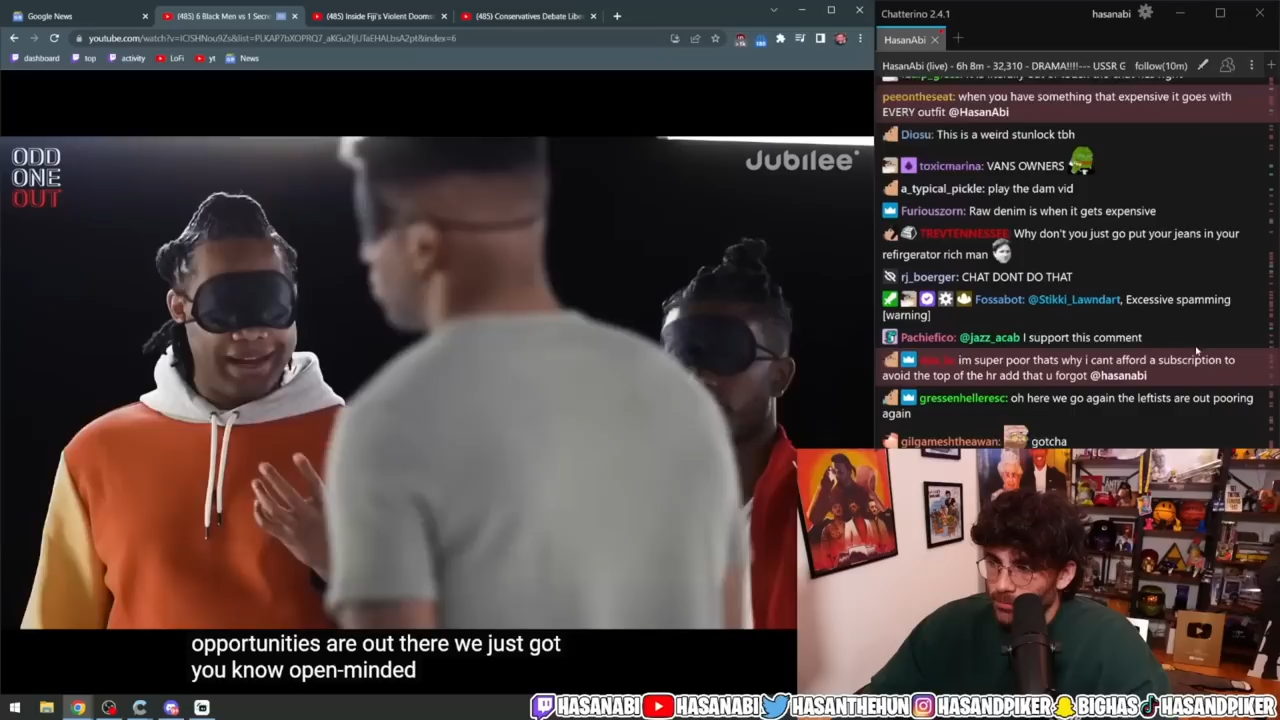 Google News
(485) 6 Black Men vs 1 Secre
(485) Inside Fiji's Violent Dooms
(485) Conservatives Debate Libe
youtube.com/watch?v=ICISHNou9Zs&list=PLKAP7bXOPRQ7_aKGu2fjUTaEHALbsA2pt&index=6
dashboard
top
activity
LoFi
yt
News
ODD
ONE
OUT
Jubilee
opportunities are out there we just got
you know open-minded
Chatterino 2.4.1
hasanabi
HasanAbi
HasanAbi (live) - 6h 8m - 32,310 - DRAMA!!!!--- USSR G
follow(10m)
peeontheseat: when you have something that expensive it goes with
EVERY outfit @HasanAbi
Diosu: This is a weird stunlock tbh
toxicmarina: VANS OWNERS
a_typical_pickle: play the dam vid
Furiouszorn: Raw denim is when it gets expensive
TREVTENNESSEE: Why don't you just go put your jeans in your
refirgerator rich man
rj_boerger: CHAT DONT DO THAT
Fossabot: @Stikki_Lawndart, Excessive spamming
[warning]
Pachiefico: @jazz_acab I support this comment
im super poor thats why i cant afford a subscription to
avoid the top of the hr add that u forgot @hasanabi
gressenhelleresc: oh here we go again the leftists are out pooring
again
gilgameshtheawan: gotcha
HASANABI
HASANABI
HASANTHEHUN
HASANDPIKER
BIGHAS
HASANDPIKER